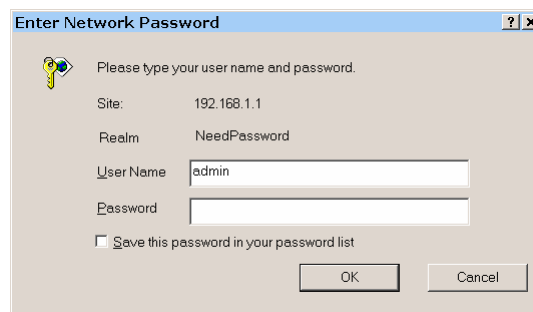 Enter Network Password
? x
Please type your user name and password.
Site: 192.168.1.1
Realm NeedPassword
User Name admin
Password
Save this password in your password list
OK Cancel